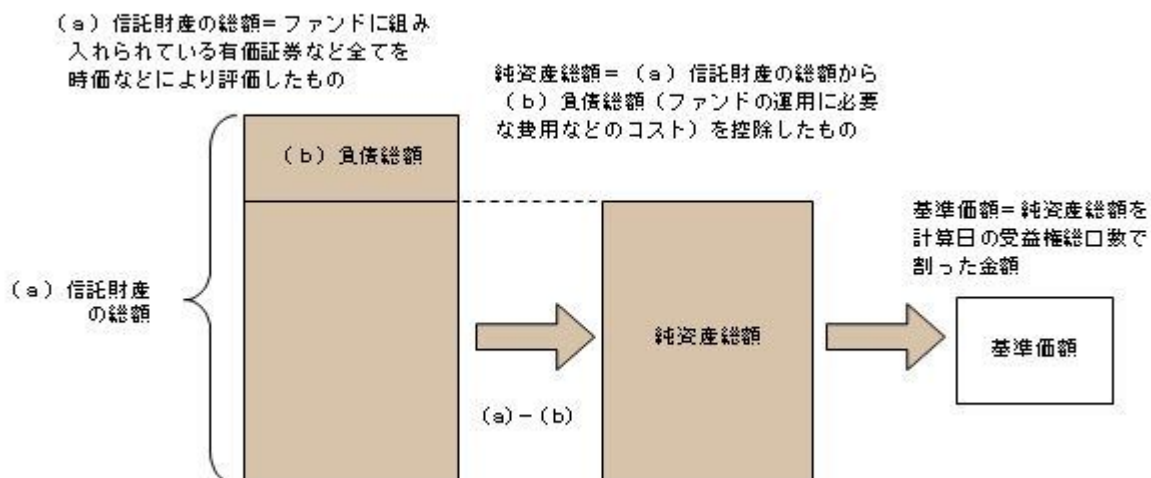 (a)信託財産の総額=ファンドに組み
入れられている有価証券など全てを
時価などにより評価したもの
純資産総額=(a)信託財産の総額から
(b)負債総額(ファンドの運用に必要
な費用などのコスト)を控除したもの
(b)負債総額
基準価額=純資産総額を
計算日の受益権総口数で
割った金額
(a)信託財産
の総額
純資産総額
基準価額
(a)-(b)